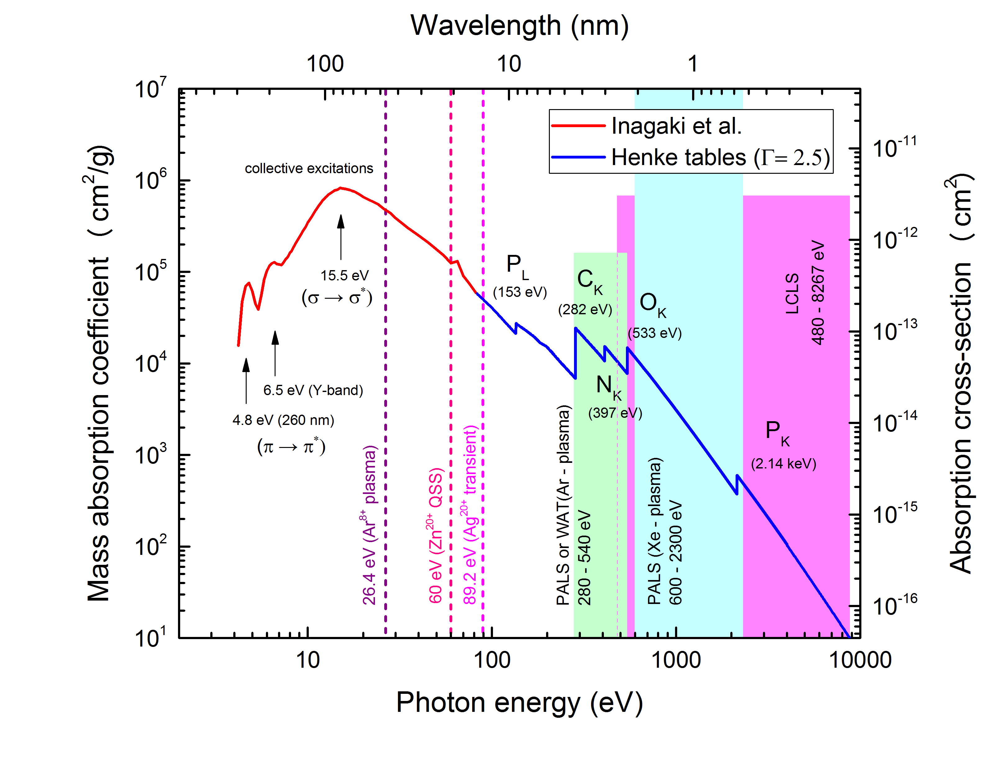 Wavelength (nm)
100 10 1
10^7
10^6
10^5
10^4
10^3
10^2
10^1
Mass absorption coefficient ( cm^2/g)
Inagaki et al.
Henke tables (Γ= 2.5)
10^-11
10^-12
10^-13
10^-14
10^-15
10^-16
Absorption cross-section ( cm^2)
collective excitations
15.5 eV
(σ → σ*)
6.5 eV (Y-band)
4.8 eV (260 nm)
(π → π*)
26.4 eV (Ar^8+ plasma)
60 eV (Zn^20+ QSS)
89.2 eV (Ag^20+ transient)
P_L
(153 eV)
C_K
(282 eV)
N_K
(397 eV)
O_K
(533 eV)
P_K
(2.14 keV)
PALS or WAT(Ar - plasma)
280 - 540 eV
PALS (Xe - plasma)
600 - 2300 eV
LCLS
480 - 8267 eV
10 100 1000 10000
Photon energy (eV)